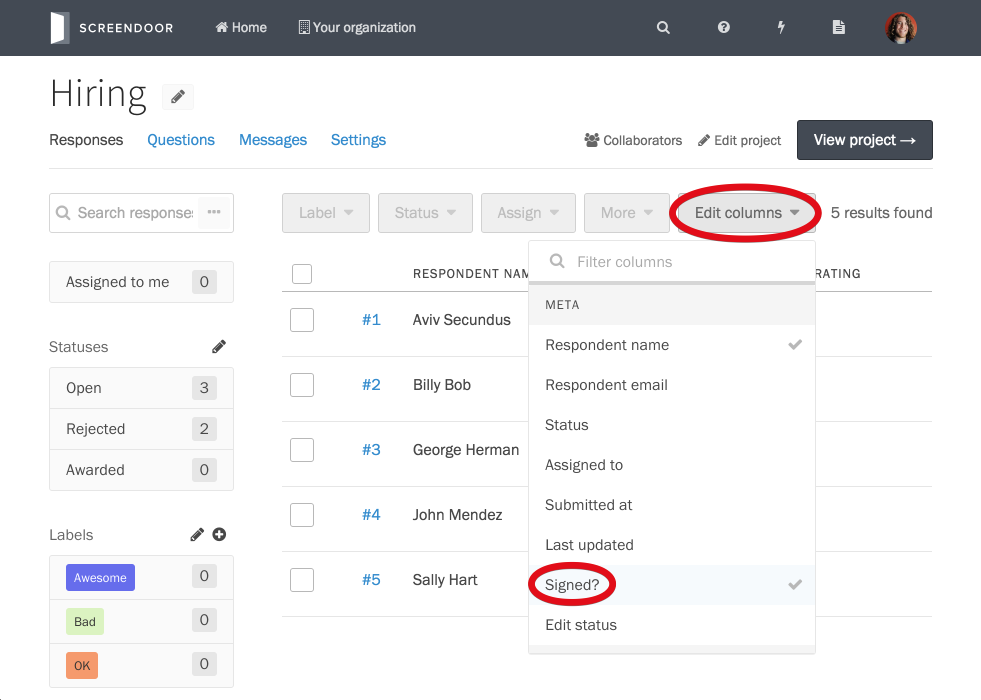 SCREENDOOR
Home
Your organization
Hiring
Responses
Questions
Messages
Settings
Collaborators
Edit project
View project →
Search response
Label
Status
Assign
More
Edit columns
5 results found
Assigned to me 0
Statuses
Open 3
Rejected 2
Awarded 0
Labels
Awesome 0
Bad 0
OK 0
RESPONDENT NAM
RATING
#1 Aviv Secundus
#2 Billy Bob
#3 George Herman
#4 John Mendez
#5 Sally Hart
Filter columns
META
Respondent name
Respondent email
Status
Assigned to
Submitted at
Last updated
Signed?
Edit status